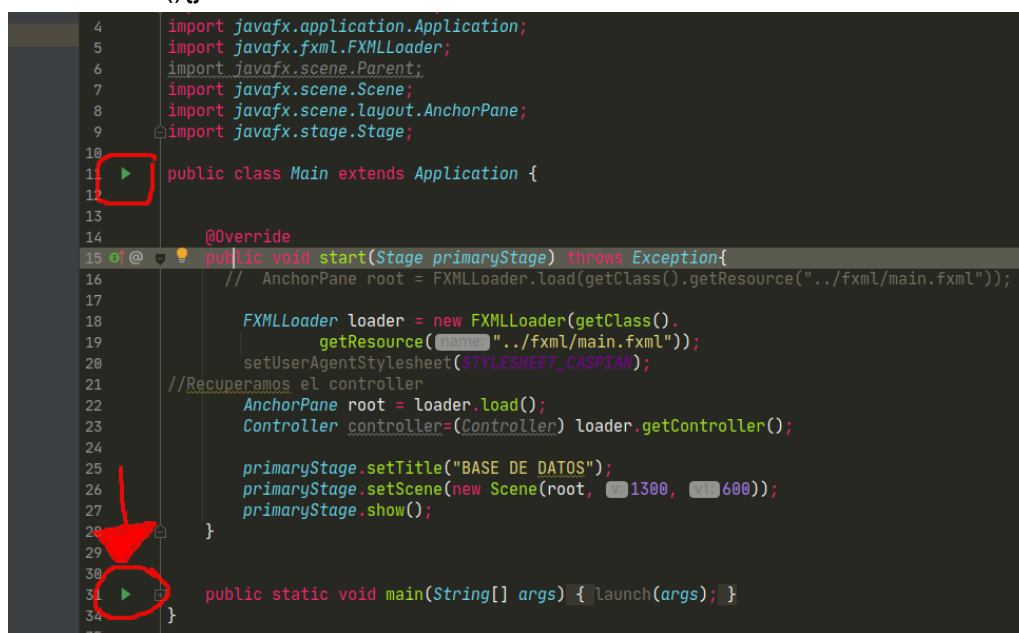 4 import javafx.application.Application;
5 import javafx.fxml.FXMLLoader;
6 import javafx.scene.Parent;
7 import javafx.scene.Scene;
8 import javafx.scene.layout.AnchorPane;
9 import javafx.stage.Stage;
10
11 public class Main extends Application {
12
13
14 @Override
15 @ public void start(Stage primaryStage) throws Exception{
16 // AnchorPane root = FXMLLoader.load(getClass().getResource("../fxml/main.fxml"));
17
18 FXMLLoader loader = new FXMLLoader(getClass().
19 getResource( name: "../fxml/main.fxml"));
20 setUserAgentStylesheet(STYLESHEET_CASPIAN);
21 //Recuperamos el controller
22 AnchorPane root = loader.load();
23 Controller controller=(Controller) loader.getController();
24
25 primaryStage.setTitle("BASE DE DATOS");
26 primaryStage.setScene(new Scene(root, v: 1300, v1: 600));
27 primaryStage.show();
28 }
29
30
31 public static void main(String[] args) { launch(args); }
34 }